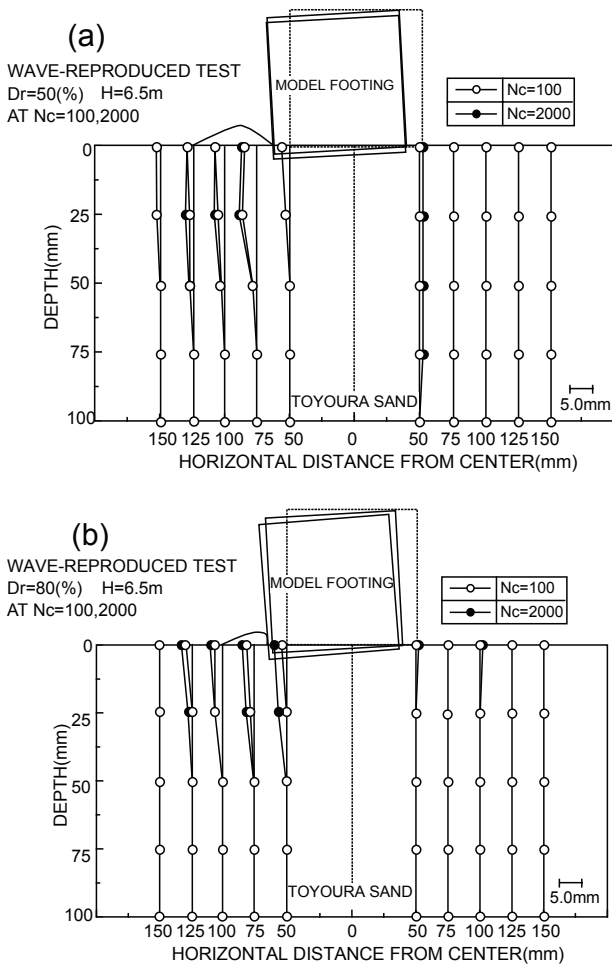 (a)
WAVE-REPRODUCED TEST
Dr=50(%) H=6.5m
AT Nc=100,2000
MODEL FOOTING
Nc=100
Nc=2000
0
25
50
75
100
DEPTH(mm)
TOYOURA SAND
5.0mm
150 125 100 75 50 0 50 75 100 125 150
HORIZONTAL DISTANCE FROM CENTER(mm)
(b)
WAVE-REPRODUCED TEST
Dr=80(%) H=6.5m
AT Nc=100,2000
MODEL FOOTING
Nc=100
Nc=2000
0
25
50
75
100
DEPTH(mm)
TOYOURA SAND
5.0mm
150 125 100 75 50 0 50 75 100 125 150
HORIZONTAL DISTANCE FROM CENTER(mm)